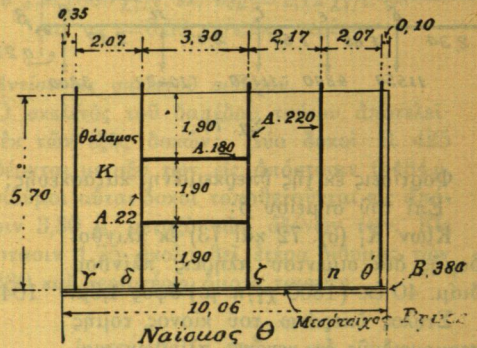 0,35
0,10
2,07 3,30 2,17 2,07
θάλαμος
K
1,90
A.220
A.180
5,70
1,90
A.22
1,90
γ δ ζ η θ
B,38α
10,06
Μεσότοιχος
Ναΐσκος Θ